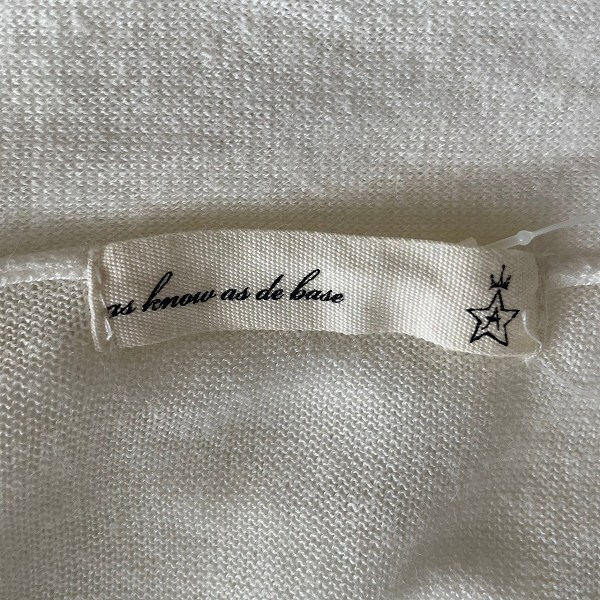 as know as de base
A